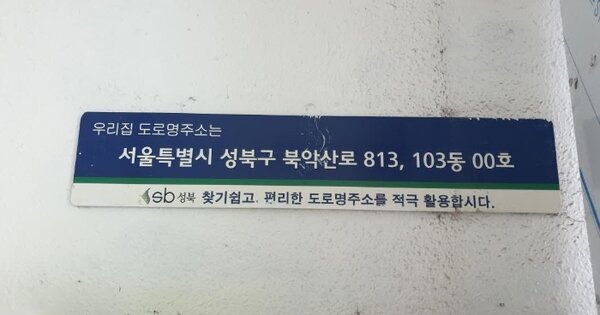 우리집 도로명주소는
서울특별시 성북구 북악산로 813, 103동 00호
sb 성북 찾기쉽고, 편리한 도로명주소를 적극 활용합시다.